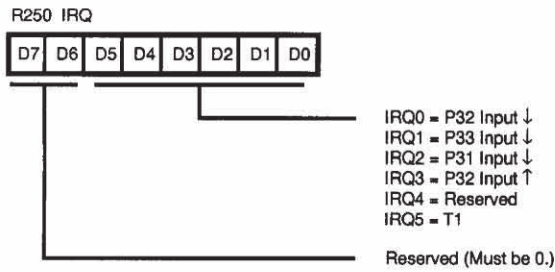 R250 IRQ
D7 D6 D5 D4 D3 D2 D1 D0
IRQ0 = P32 Input ↓
IRQ1 = P33 Input ↓
IRQ2 = P31 Input ↓
IRQ3 = P32 Input ↑
IRQ4 = Reserved
IRQ5 = T1
Reserved (Must be 0.)